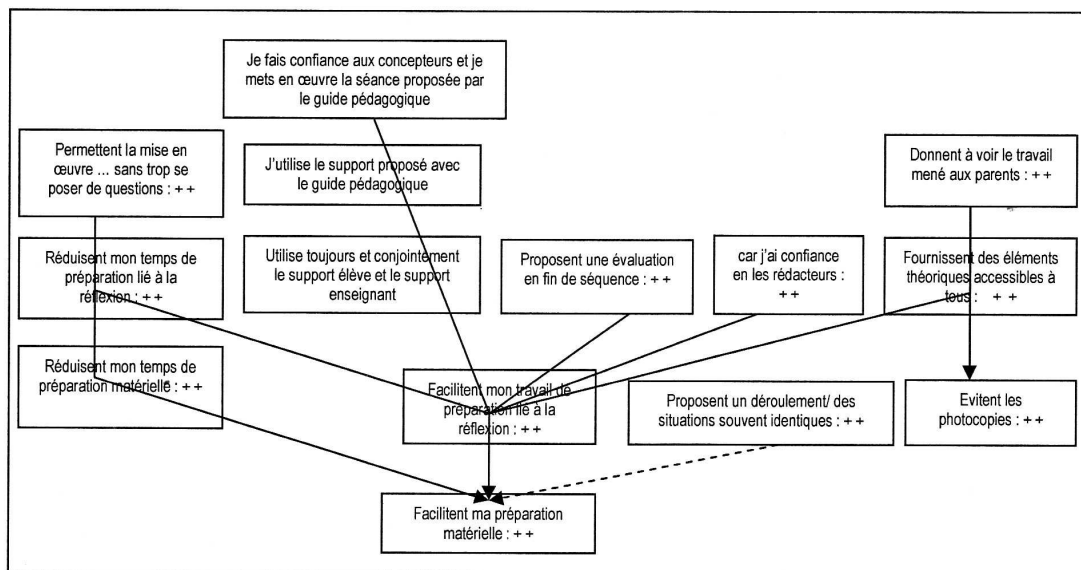 Je fais confiance aux concepteurs et je
mets en œuvre la séance proposée par
le guide pédagogique
Permettent la mise en
œuvre ... sans trop se
poser de questions : + +
J'utilise le support proposé avec
le guide pédagogique
Donnent à voir le travail
mené aux parents : + +
Réduisent mon temps de
préparation lié à la
réflexion : + +
Utilise toujours et conjointement
le support élève et le support
enseignant
Proposent une évaluation
en fin de séquence : + +
car j'ai confiance
en les rédacteurs :
+ +
Fournissent des éléments
théoriques accessibles à
tous : + +
Réduisent mon temps de
préparation matérielle : + +
Facilitent mon travail de
préparation lié à la
réflexion : + +
Proposent un déroulement/ des
situations souvent identiques : + +
Evitent les
photocopies : + +
Facilitent ma préparation
matérielle : + +